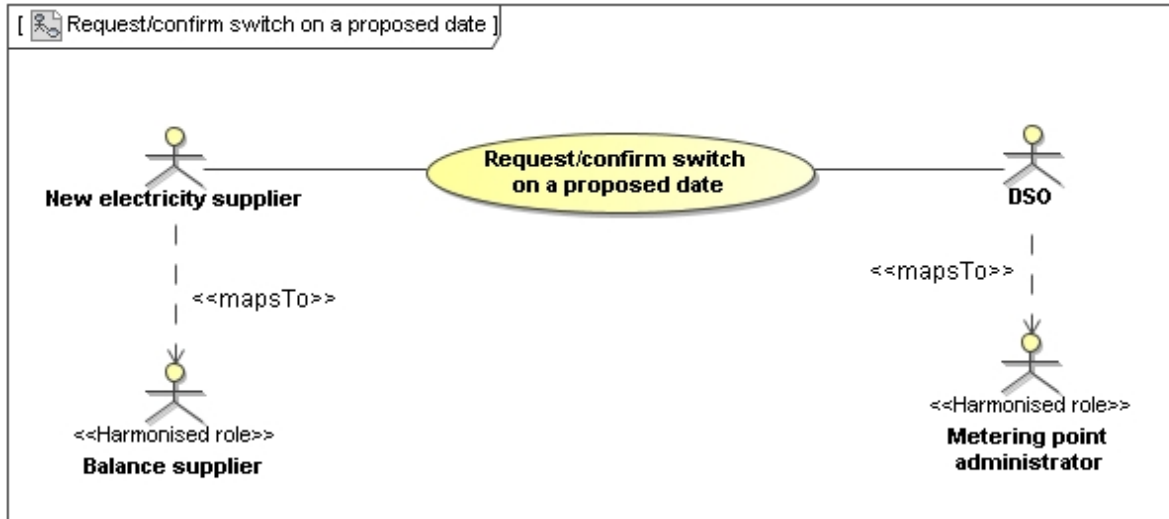 [ Request/confirm switch on a proposed date ]
Request/confirm switch
on a proposed date
New electricity supplier
DSO
<<mapsTo>>
<<mapsTo>>
<<Harmonised role>>
Balance supplier
<<Harmonised role>>
Metering point
administrator